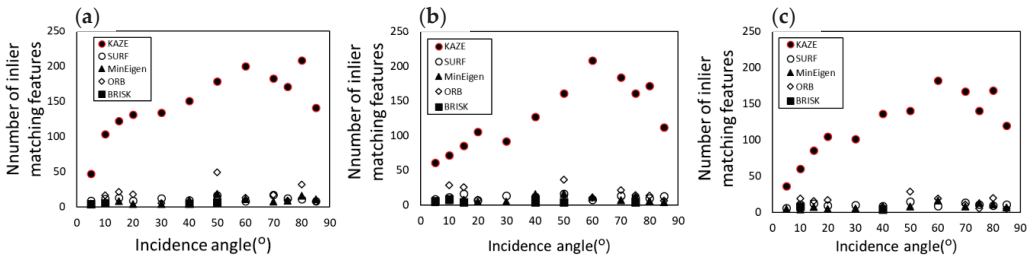 (a)
Nnumber of inlier
matching features
250
200
150
100
50
0
KAZE
SURF
MinEigen
ORB
BRISK
0 10 20 30 40 50 60 70 80 90
Incidence angle(O)
(b)
Nnumber of inlier
matching features
250
200
150
100
50
0
KAZE
SURF
MinEigen
ORB
BRISK
0 10 20 30 40 50 60 70 80 90
Incidence angle(O)
(c)
Number of inlier
matching features
250
200
150
100
50
0
KAZE
SURF
MinEigen
ORB
BRISK
0 10 20 30 40 50 60 70 80 90
Incidence angle(O)